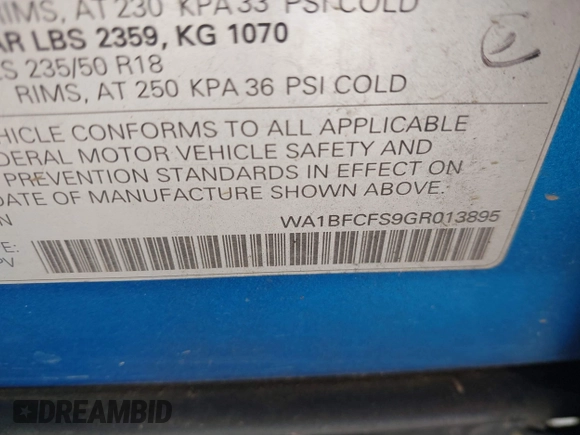 RIMS, AT 230 KPA 33 PSI COLD
AR LBS 2359, KG 1070
S 235/50 R18
RIMS, AT 250 KPA 36 PSI COLD
HICLE CONFORMS TO ALL APPLICABLE
DERAL MOTOR VEHICLE SAFETY AND
PREVENTION STANDARDS IN EFFECT ON
DATE OF MANUFACTURE SHOWN ABOVE.
N WA1BFCFS9GR013895
E:
PV
DREAMBID